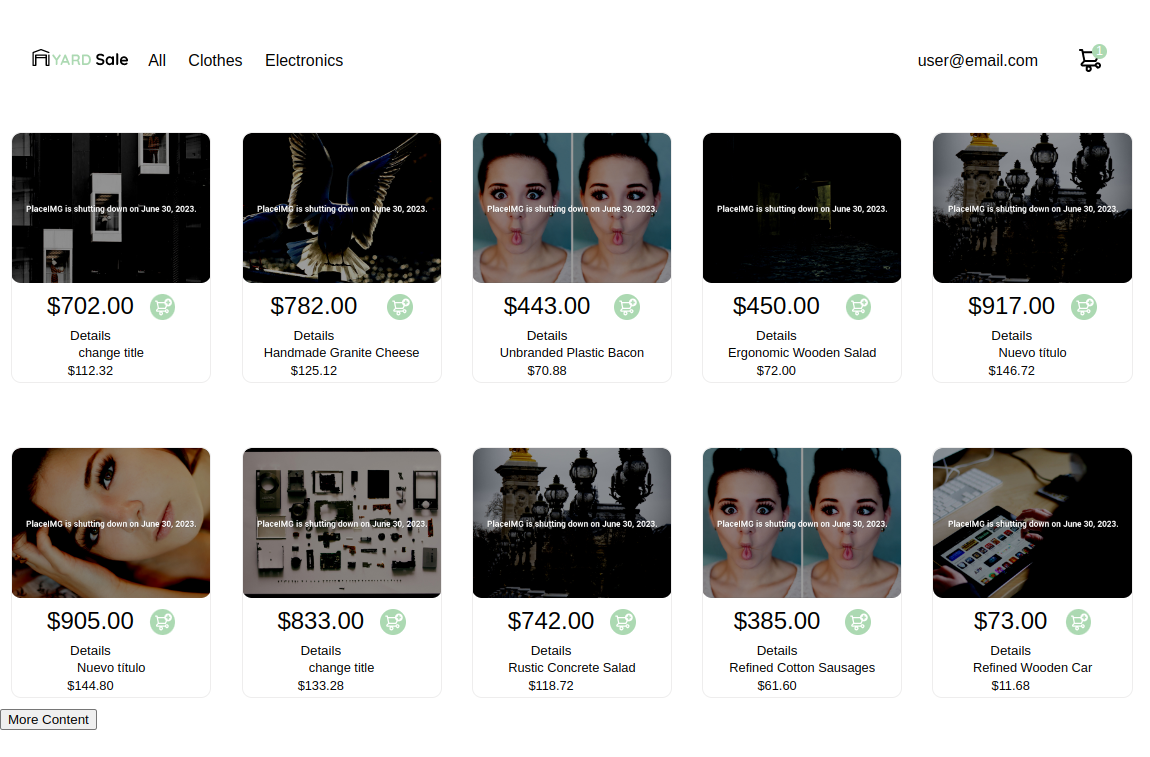 YARD Sale All Clothes Electronics user@email.com 1
PlaceIMG is shutting down on June 30, 2023. PlaceIMG is shutting down on June 30, 2023. PlaceIMG is shutting down on June 30, 2023. PlaceIMG is shutting down on June 30, 2023. PlaceIMG is shutting down on June 30, 2023.
$702.00 $782.00 $443.00 $450.00 $917.00
Details Details Details Details Details
change title Handmade Granite Cheese Unbranded Plastic Bacon Ergonomic Wooden Salad Nuevo título
$112.32 $125.12 $70.88 $72.00 $146.72
PlaceIMG is shutting down on June 30, 2023. PlaceIMG is shutting down on June 30, 2023. PlaceIMG is shutting down on June 30, 2023. PlaceIMG is shutting down on June 30, 2023. PlaceIMG is shutting down on June 30, 2023.
$905.00 $833.00 $742.00 $385.00 $73.00
Details Details Details Details Details
Nuevo título change title Rustic Concrete Salad Refined Cotton Sausages Refined Wooden Car
$144.80 $133.28 $118.72 $61.60 $11.68
More Content